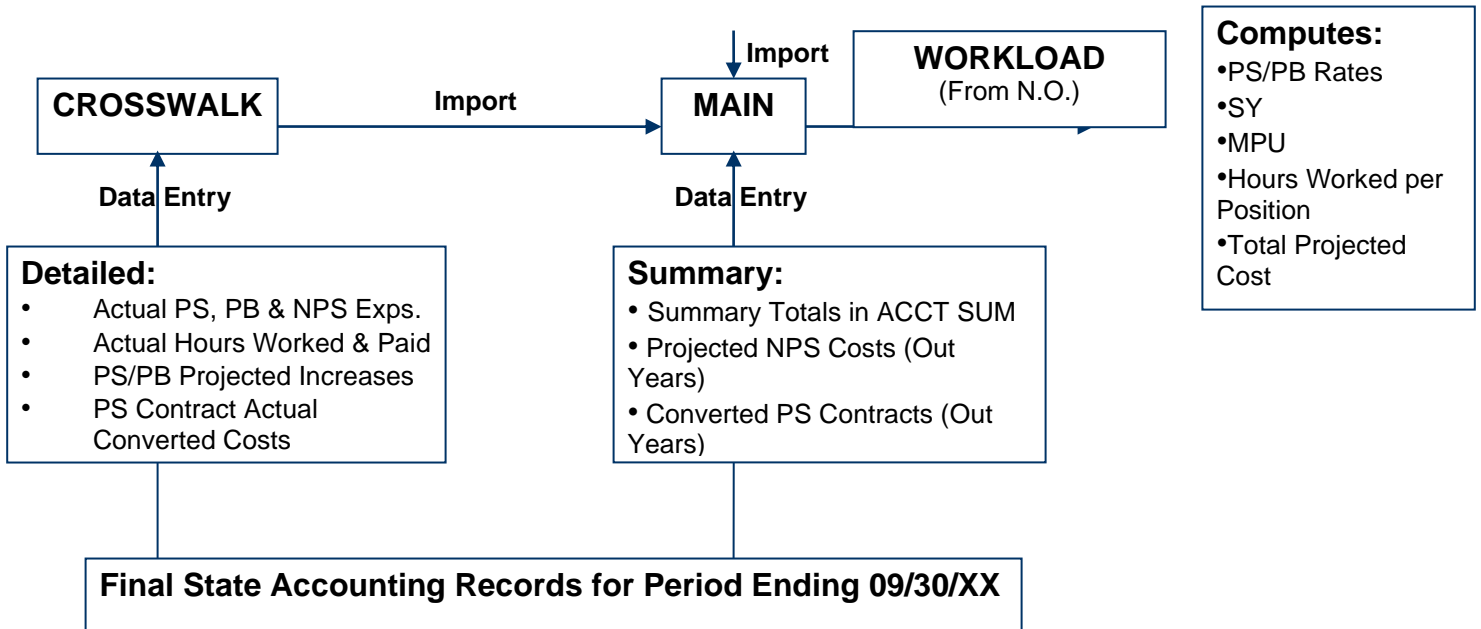 CROSSWALK
Import
Import
MAIN
WORKLOAD
(From N.O.)
Computes:
•PS/PB Rates
•SY
•MPU
•Hours Worked per
Position
•Total Projected
Cost
Data Entry
Data Entry
Detailed:
• Actual PS, PB & NPS Exps.
• Actual Hours Worked & Paid
• PS/PB Projected Increases
• PS Contract Actual
Converted Costs
Summary:
• Summary Totals in ACCT SUM
• Projected NPS Costs (Out
Years)
• Converted PS Contracts (Out
Years)
Final State Accounting Records for Period Ending 09/30/XX